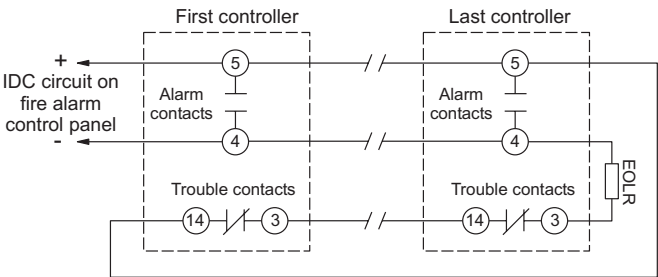 First controller
Last controller
+
IDC circuit on
fire alarm
control panel
-
5
Alarm
contacts
4
Trouble contacts
14
3
5
Alarm
contacts
4
Trouble contacts
14
3
EOLR